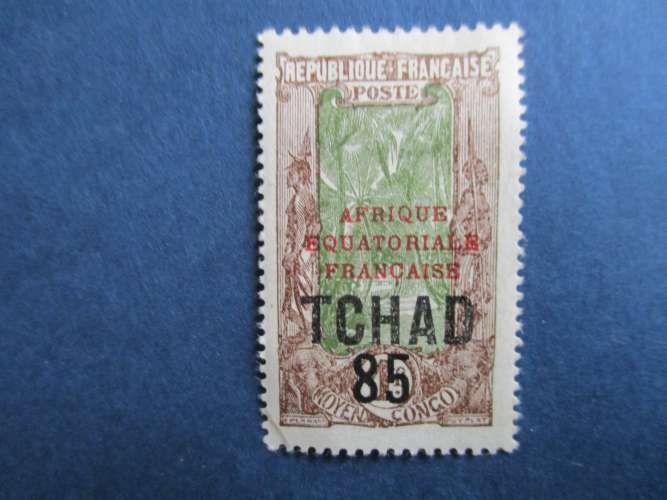 REPUBLIQUE FRANÇAISE
POSTE
AFRIQUE
EQUATORIALE
FRANÇAISE
TCHAD
85
MOYEN CONGO